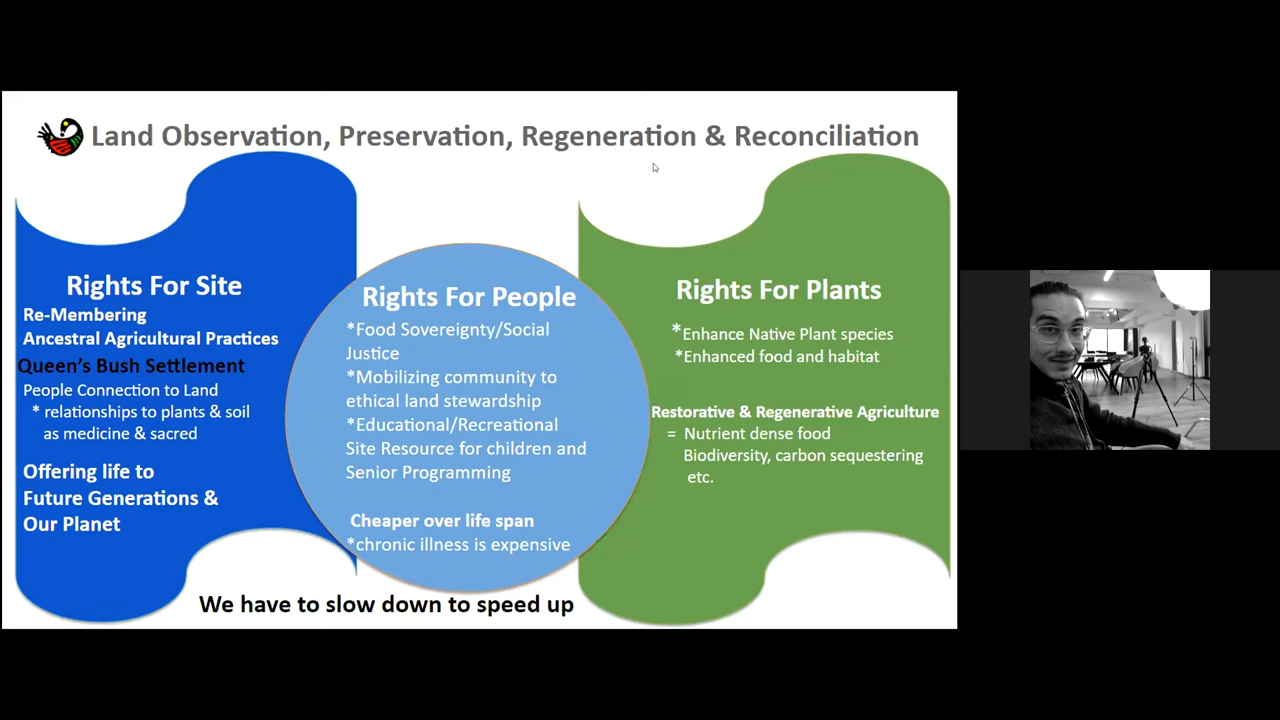 Land Observation, Preservation, Regeneration & Reconciliation
Rights For Site
Re-Membering
Ancestral Agricultural Practices
Queen's Bush Settlement
People Connection to Land
* relationships to plants & soil
as medicine & sacred
Offering life to
Future Generations &
Our Planet
Rights For People
*Food Sovereignty/Social
Justice
*Mobilizing community to
ethical land stewardship
*Educational/Recreational
Site Resource for children and
Senior Programming
Cheaper over life span
*chronic illness is expensive
Rights For Plants
*Enhance Native Plant species
*Enhanced food and habitat
Restorative & Regenerative Agriculture
= Nutrient dense food
Biodiversity, carbon sequestering
etc.
We have to slow down to speed up